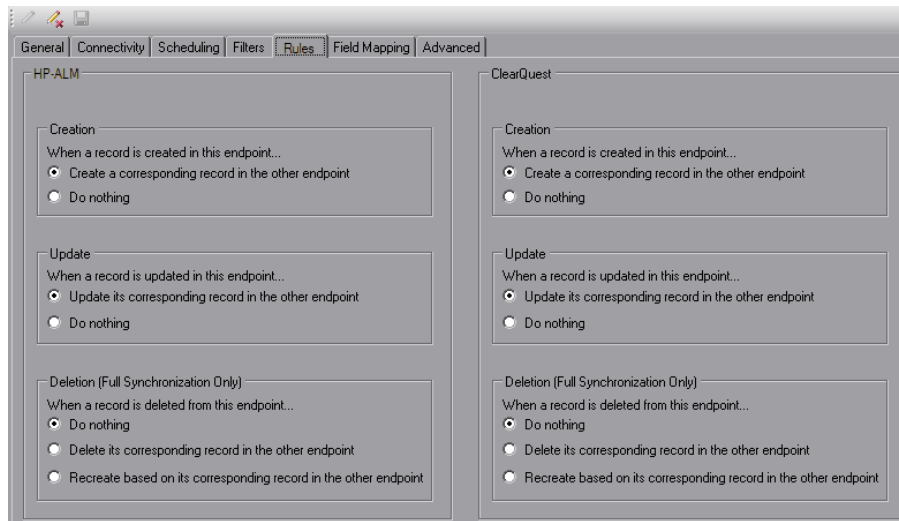 General Connectivity Scheduling Filters Rules Field Mapping Advanced
HP-ALM
Creation
When a record is created in this endpoint...
Create a corresponding record in the other endpoint
Do nothing
Update
When a record is updated in this endpoint...
Update its corresponding record in the other endpoint
Do nothing
Deletion (Full Synchronization Only)
When a record is deleted from this endpoint...
Do nothing
Delete its corresponding record in the other endpoint
Recreate based on its corresponding record in the other endpoint
ClearQuest
Creation
When a record is created in this endpoint...
Create a corresponding record in the other endpoint
Do nothing
Update
When a record is updated in this endpoint...
Update its corresponding record in the other endpoint
Do nothing
Deletion (Full Synchronization Only)
When a record is deleted from this endpoint...
Do nothing
Delete its corresponding record in the other endpoint
Recreate based on its corresponding record in the other endpoint